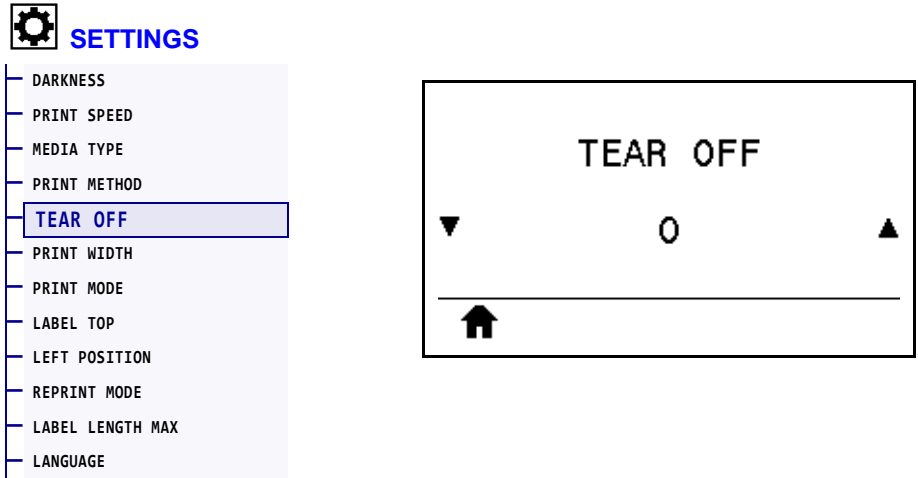 SETTINGS
DARKNESS
PRINT SPEED
MEDIA TYPE
PRINT METHOD
TEAR OFF
PRINT WIDTH
PRINT MODE
LABEL TOP
LEFT POSITION
REPRINT MODE
LABEL LENGTH MAX
LANGUAGE
TEAR OFF
0